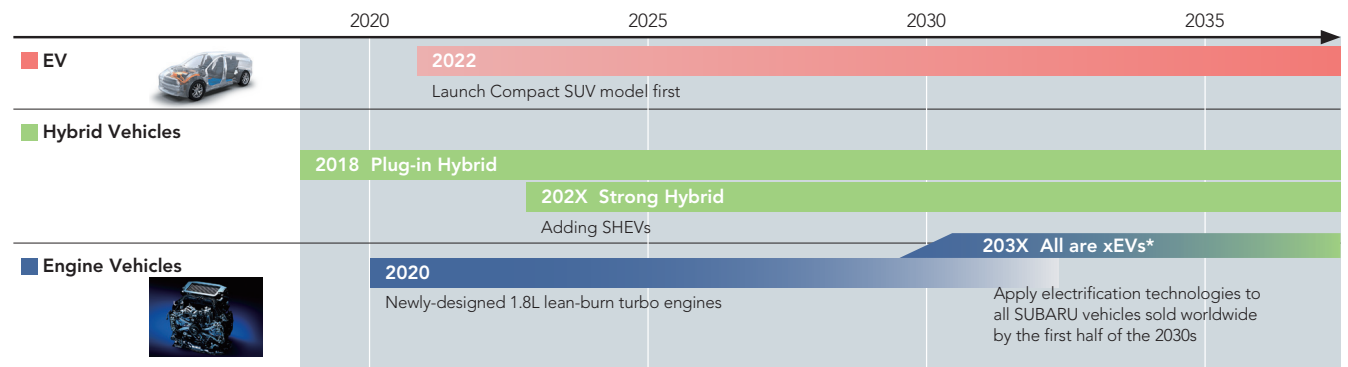 2020 2025 2030 2035
EV
2022
Launch Compact SUV model first
Hybrid Vehicles
2018 Plug-in Hybrid
202X Strong Hybrid
Adding SHEVs
203X All are xEVs*
Engine Vehicles
2020
Newly-designed 1.8L lean-burn turbo engines
Apply electrification technologies to
all SUBARU vehicles sold worldwide
by the first half of the 2030s